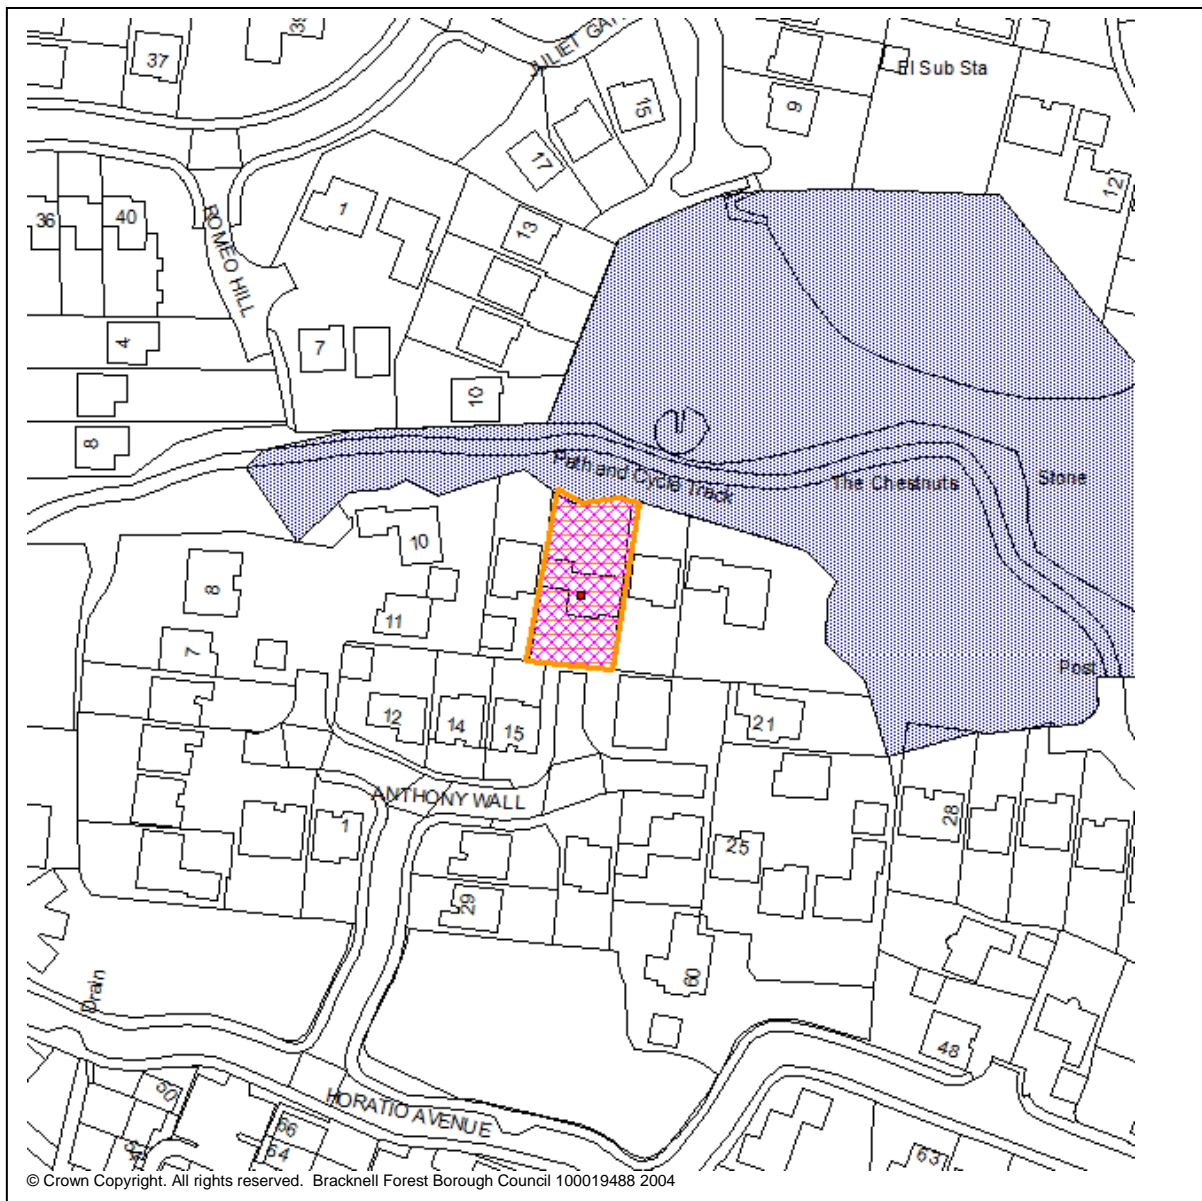 39
37
JULIET GATE
El Sub Sta
15
9
17
12
36
40
1
13
ROMEO HILL
4
7
10
8
Path and Cycle Track
The Chestnuts
Stone
10
8
11
7
Post
12
14
15
21
ANTHONY WALL
1
28
25
29
60
Drain
48
50
HORATIO AVENUE
66
64
63
© Crown Copyright. All rights reserved. Bracknell Forest Borough Council 100019488 2004